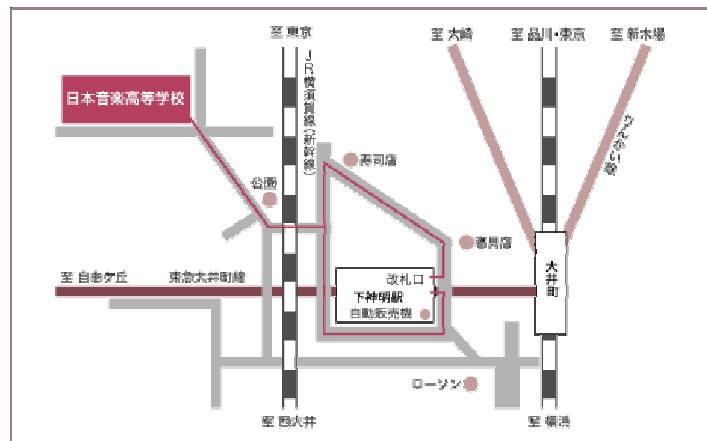 至 東京
至 大崎
至 品川・東京
至 新木場
JR横須賀線(新幹線)
日本音楽高等学校
りんかい線
寿司店
公園
寝具店
改札口
大井町
至 自由ケ丘
東急大井町線
下神明駅
自動販売機
ローソン
至 西大井
至 横浜